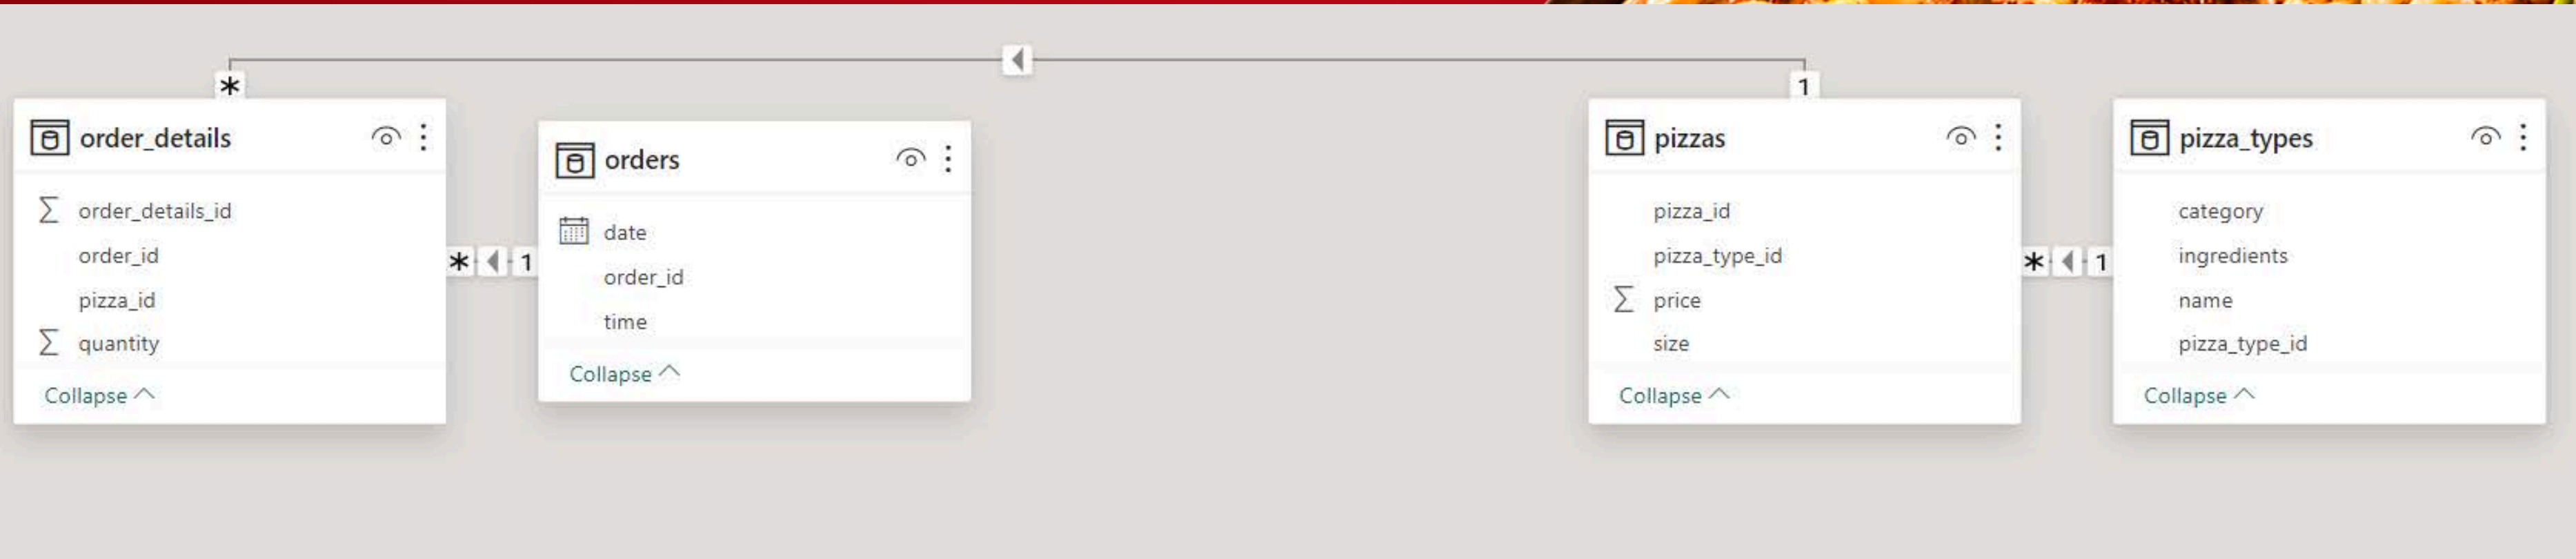 *
1
order_details
order_details_id
order_id
pizza_id
quantity
Collapse
* 1
orders
date
order_id
time
Collapse
pizzas
pizza_id
pizza_type_id
price
size
Collapse
* 1
pizza_types
category
ingredients
name
pizza_type_id
Collapse